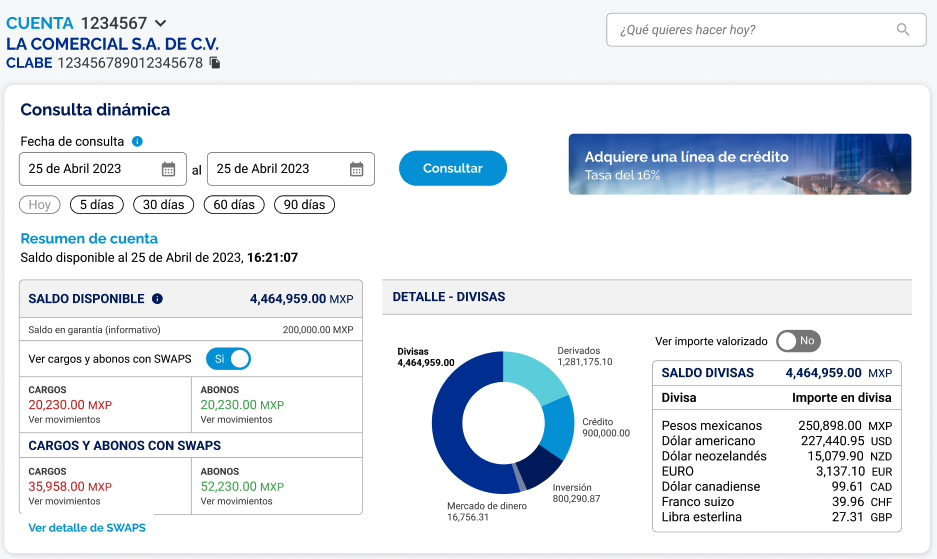 CUENTA 1234567
LA COMERCIAL S.A. DE C.V.
CLABE 123456789012345678
¿Qué quieres hacer hoy?
Consulta dinámica
Fecha de consulta
25 de Abril 2023 al 25 de Abril 2023
Consultar
Hoy 5 días 30 días 60 días 90 días
Adquiere una línea de crédito
Tasa del 16%
Resumen de cuenta
Saldo disponible al 25 de Abril de 2023, 16:21:07
SALDO DISPONIBLE 4,464,959.00 MXP
Saldo en garantía (informativo) 200,000.00 MXP
Ver cargos y abonos con SWAPS Si
CARGOS ABONOS
20,230.00 MXP 20,230.00 MXP
Ver movimientos Ver movimientos
CARGOS Y ABONOS CON SWAPS
CARGOS ABONOS
35,958.00 MXP 52,230.00 MXP
Ver movimientos Ver movimientos
Ver detalle de SWAPS
DETALLE - DIVISAS
Divisas
4,464,959.00
Derivados
1,281,175.10
Crédito
900,000.00
Inversión
800,290.87
Mercado de dinero
16,756.31
Ver importe valorizado No
SALDO DIVISAS 4,464,959.00 MXP
Divisa Importe en divisa
Pesos mexicanos 250,898.00 MXP
Dólar americano 227,440.95 USD
Dólar neozelandés 15,079.90 NZD
EURO 3,137.10 EUR
Dólar canadiense 99.61 CAD
Franco suizo 39.96 CHF
Libra esterlina 27.31 GBP